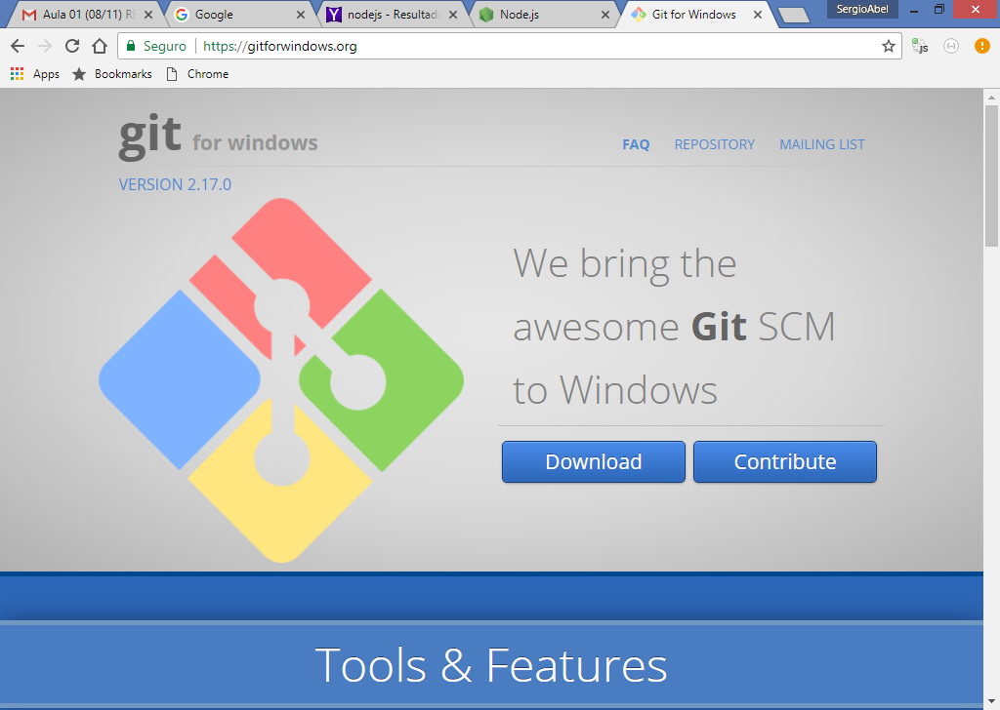 Aula 01 (08/11) R
Google
nodejs - Resultad
Node.js
Git for Windows
SergioAbel
Seguro
https://gitforwindows.org
JS
Apps
Bookmarks
Chrome
git for windows
FAQ
REPOSITORY
MAILING LIST
VERSION 2.17.0
We bring the
awesome Git SCM
to Windows
Download
Contribute
Tools & Features